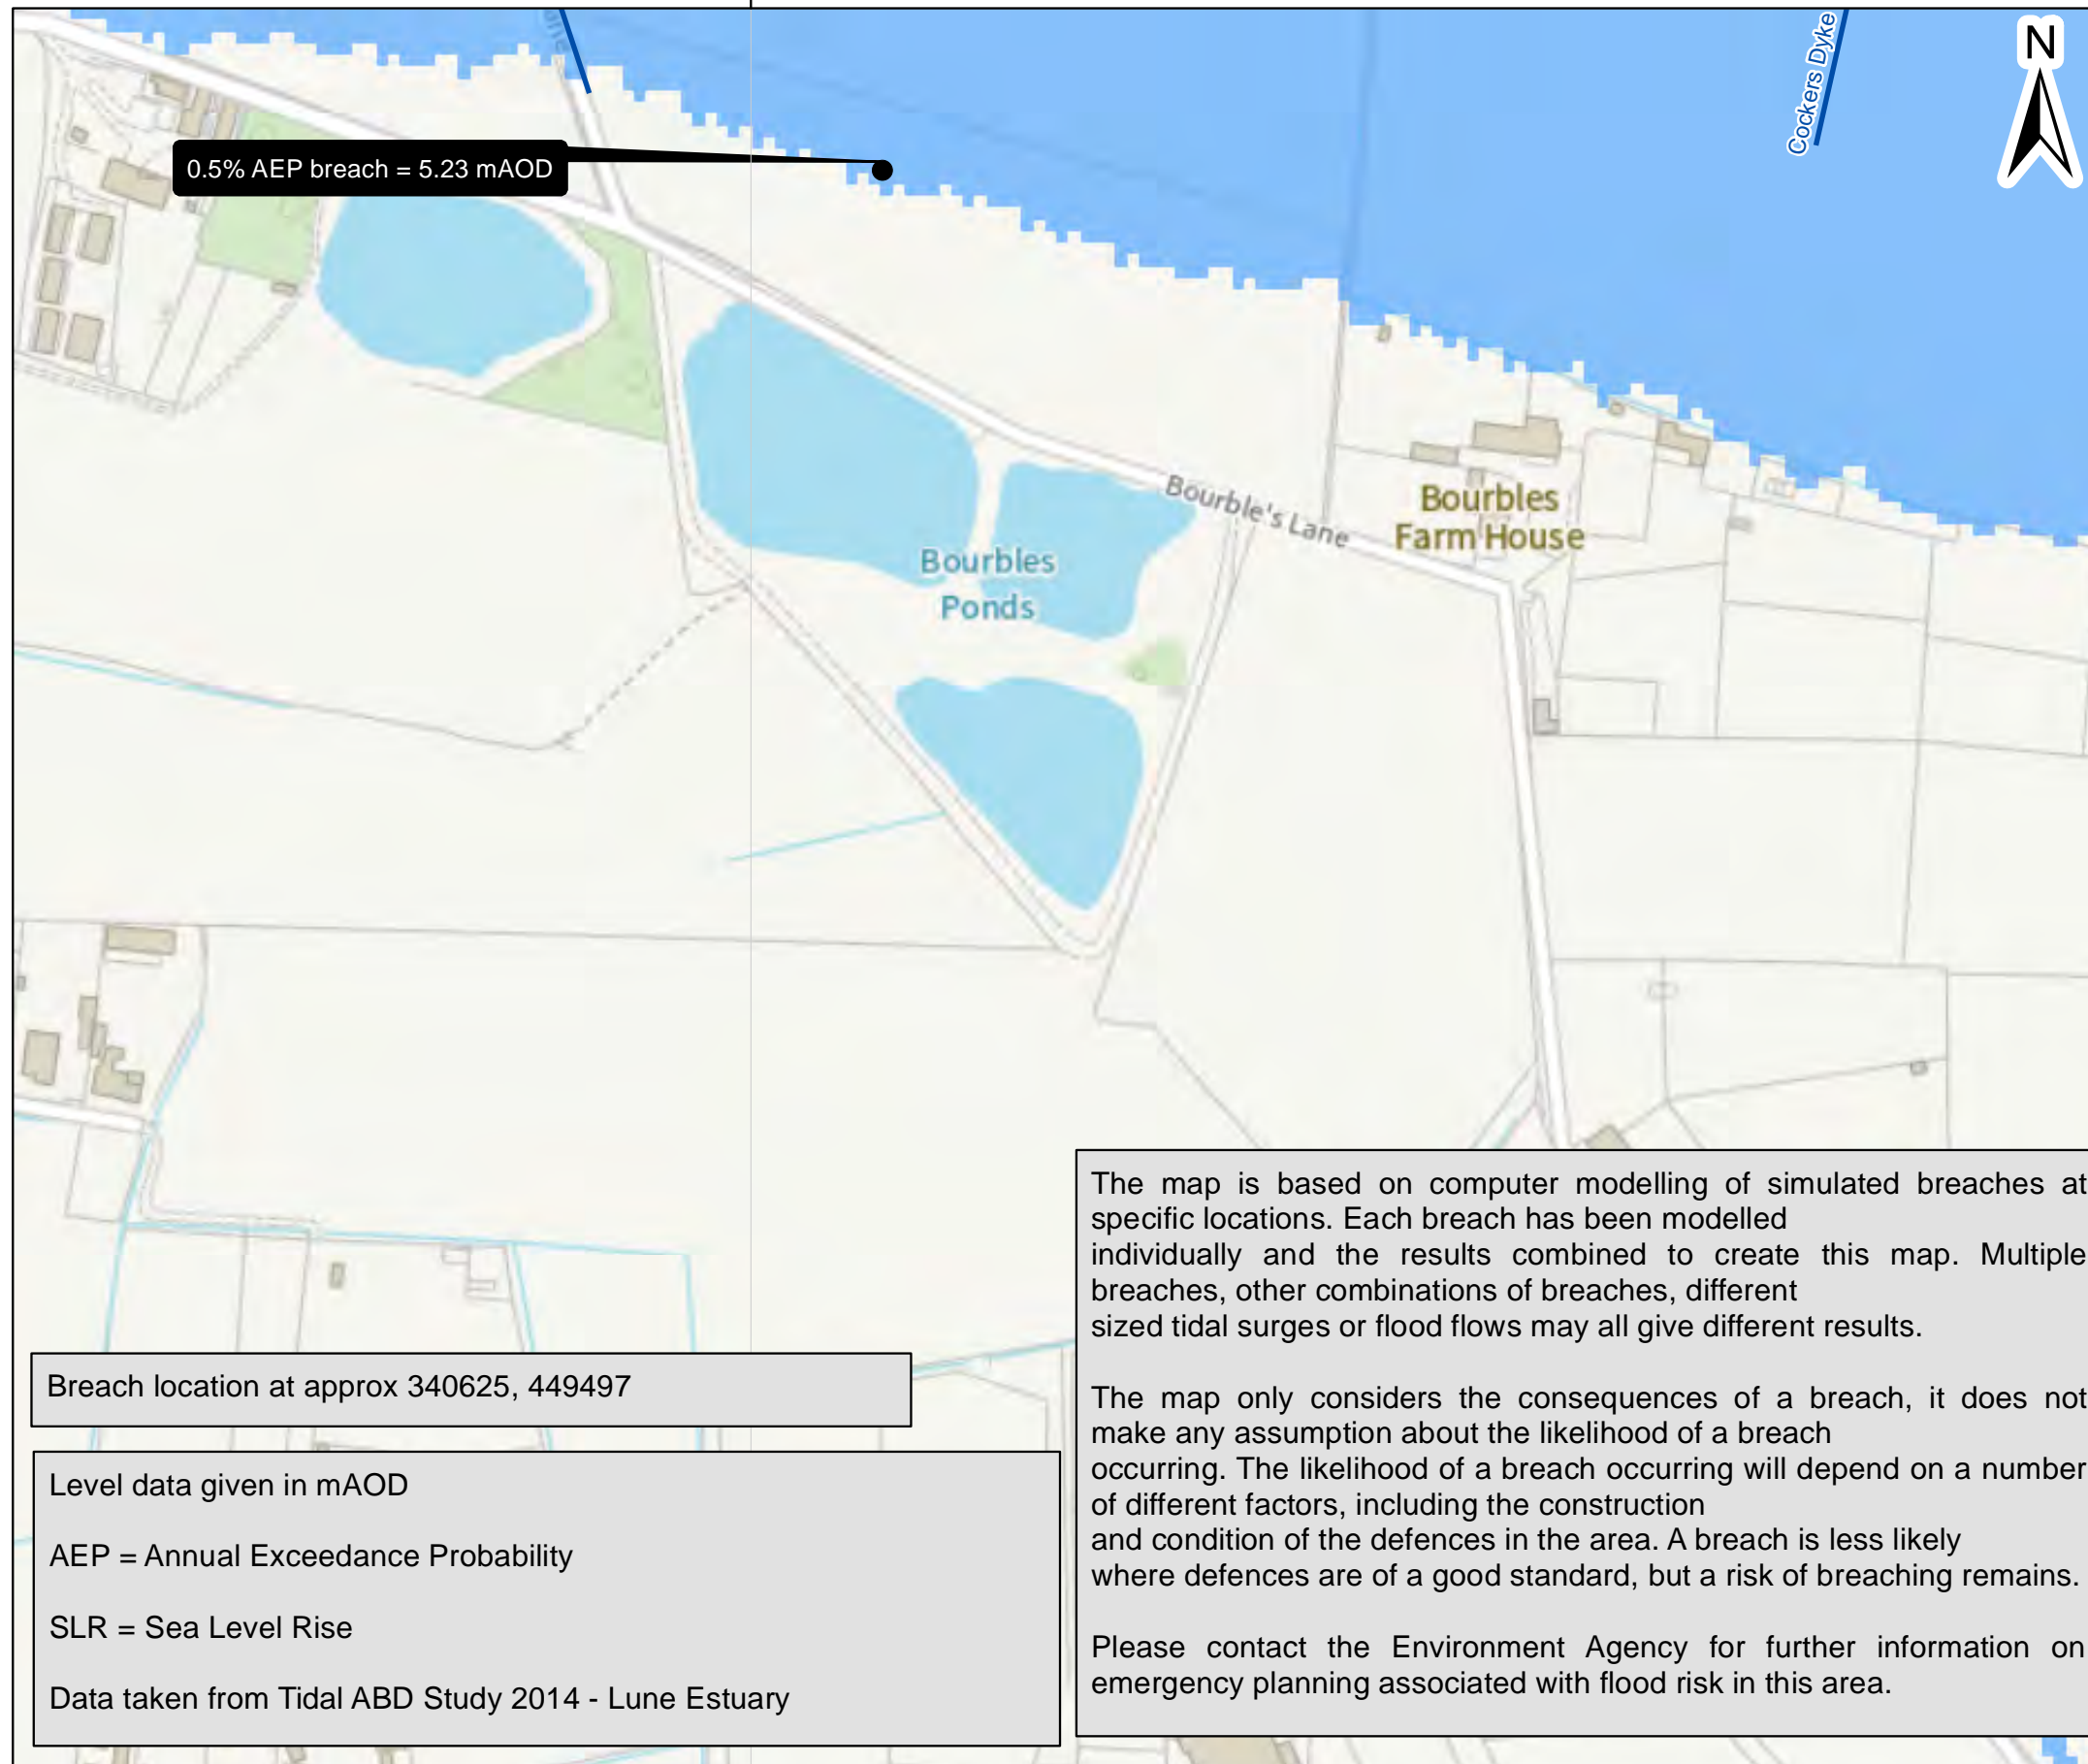 Cockers Dyke
N
0.5% AEP breach = 5.23 mAOD
Bourble's Lane
Bourbles
Farm House
Bourbles
Ponds
The map is based on computer modelling of simulated breaches at
specific locations. Each breach has been modelled
individually and the results combined to create this map. Multiple
breaches, other combinations of breaches, different
sized tidal surges or flood flows may all give different results.
The map only considers the consequences of a breach, it does not
make any assumption about the likelihood of a breach
occurring. The likelihood of a breach occurring will depend on a number
of different factors, including the construction
and condition of the defences in the area. A breach is less likely
where defences are of a good standard, but a risk of breaching remains.
Please contact the Environment Agency for further information on
emergency planning associated with flood risk in this area.
Breach location at approx 340625, 449497
Level data given in mAOD
AEP = Annual Exceedance Probability
SLR = Sea Level Rise
Data taken from Tidal ABD Study 2014 - Lune Estuary